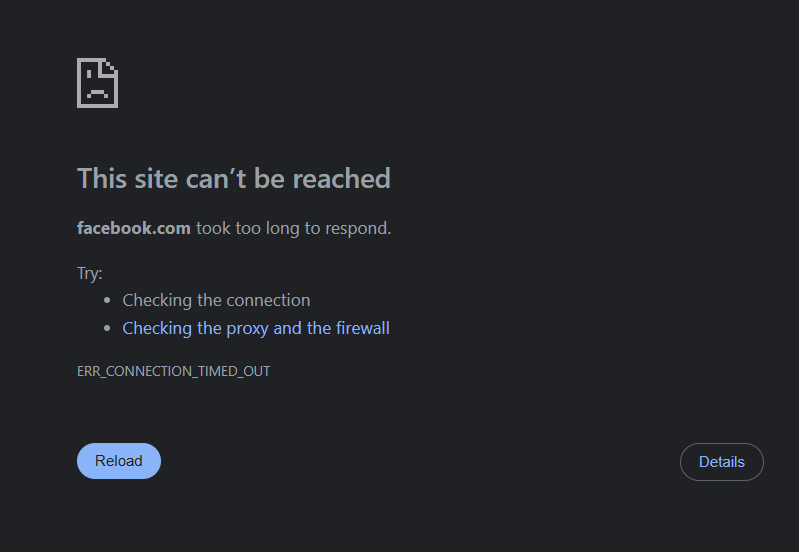 This site can’t be reached
facebook.com took too long to respond.
Try:
• Checking the connection
• Checking the proxy and the firewall
ERR_CONNECTION_TIMED_OUT
Reload
Details